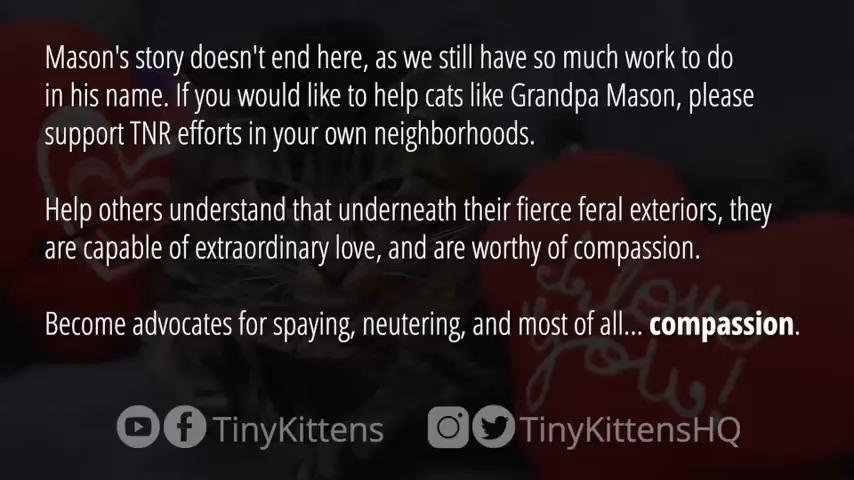 Mason's story doesn't end here, as we still have so much work to do
in his name. If you would like to help cats like Grandpa Mason, please
support TNR efforts in your own neighborhoods.
Help others understand that underneath their fierce feral exteriors, they
are capable of extraordinary love, and are worthy of compassion.
Become advocates for spaying, neutering, and most of all... compassion.
I love
you!
TinyKittens
TinyKittensHQ